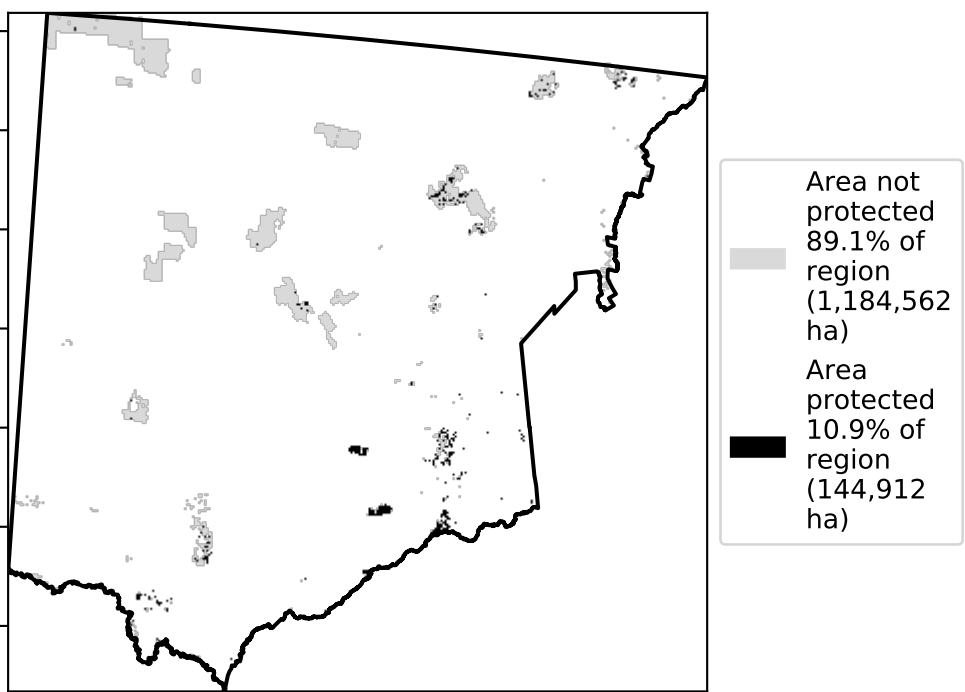 Area not
protected
89.1% of
region
(1,184,562
ha)
Area
protected
10.9% of
region
(144,912
ha)